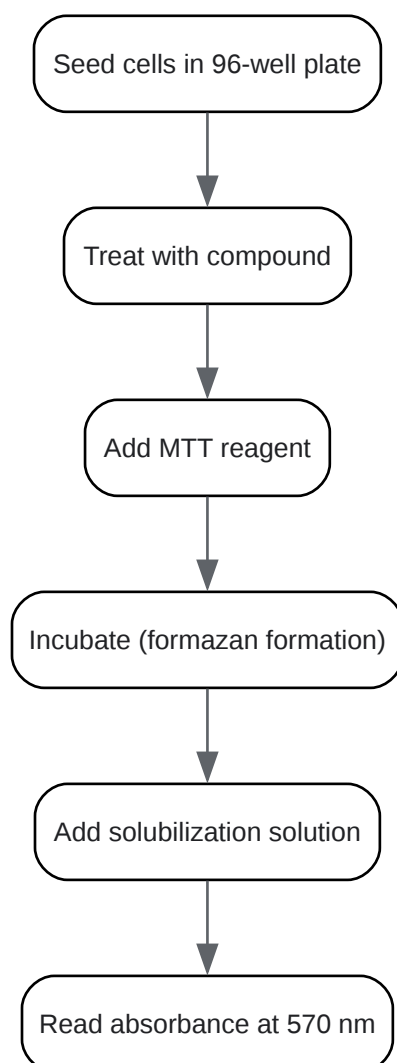 Seed cells in 96-well plate
Treat with compound
Add MTT reagent
Incubate (formazan formation)
Add solubilization solution
Read absorbance at 570 nm